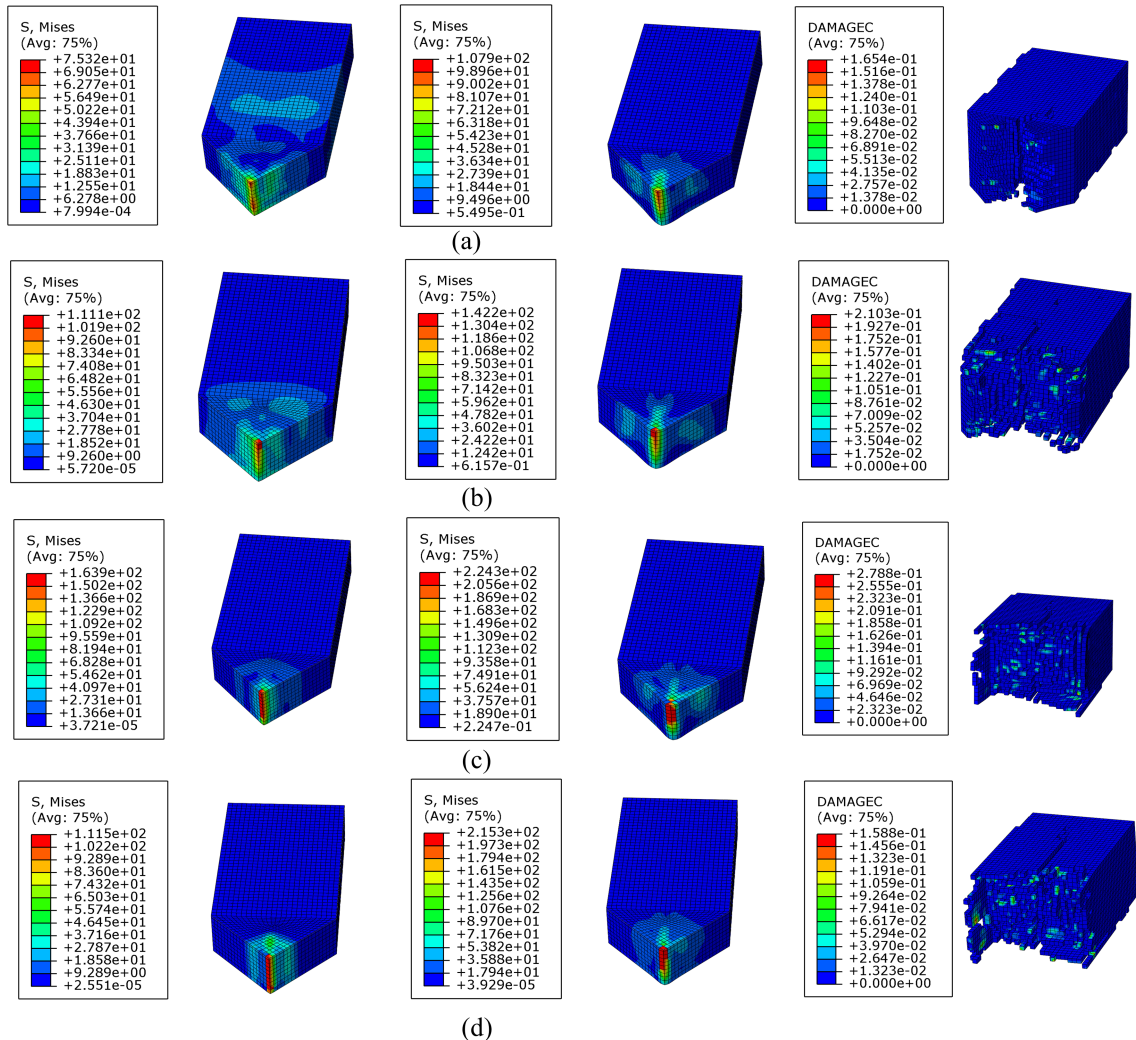 S, Mises
(Avg: 75%)
+7.532e+01
+6.905e+01
+6.277e+01
+5.649e+01
+5.022e+01
+4.394e+01
+3.766e+01
+3.139e+01
+2.511e+01
+1.883e+01
+1.255e+01
+6.278e+00
+7.994e-04
S, Mises
(Avg: 75%)
+1.079e+02
+9.896e+01
+9.002e+01
+8.107e+01
+7.212e+01
+6.318e+01
+5.423e+01
+4.528e+01
+3.634e+01
+2.739e+01
+1.844e+01
+9.496e+00
+5.495e-01
DAMAGEC
(Avg: 75%)
+1.654e-01
+1.516e-01
+1.378e-01
+1.240e-01
+1.103e-01
+9.648e-02
+8.270e-02
+6.891e-02
+5.513e-02
+4.135e-02
+2.757e-02
+1.378e-02
+0.000e+00
(a)
S, Mises
(Avg: 75%)
+1.111e+02
+1.019e+02
+9.260e+01
+8.334e+01
+7.408e+01
+6.482e+01
+5.556e+01
+4.630e+01
+3.704e+01
+2.778e+01
+1.852e+01
+9.260e+00
+5.720e-05
S, Mises
(Avg: 75%)
+1.422e+02
+1.304e+02
+1.186e+02
+1.068e+02
+9.503e+01
+8.323e+01
+7.142e+01
+5.962e+01
+4.782e+01
+3.602e+01
+2.422e+01
+1.242e+01
+6.157e-01
DAMAGEC
(Avg: 75%)
+2.103e-01
+1.927e-01
+1.752e-01
+1.577e-01
+1.402e-01
+1.227e-01
+1.051e-01
+8.761e-02
+7.009e-02
+5.257e-02
+3.504e-02
+1.752e-02
+0.000e+00
(b)
S, Mises
(Avg: 75%)
+1.639e+02
+1.502e+02
+1.366e+02
+1.229e+02
+1.092e+02
+9.559e+01
+8.194e+01
+6.828e+01
+5.462e+01
+4.097e+01
+2.731e+01
+1.366e+01
+3.721e-05
S, Mises
(Avg: 75%)
+2.243e+02
+2.056e+02
+1.869e+02
+1.683e+02
+1.496e+02
+1.309e+02
+1.123e+02
+9.358e+01
+7.491e+01
+5.624e+01
+3.757e+01
+1.890e+01
+2.247e-01
DAMAGEC
(Avg: 75%)
+2.788e-01
+2.555e-01
+2.323e-01
+2.091e-01
+1.858e-01
+1.626e-01
+1.394e-01
+1.161e-01
+9.292e-02
+6.969e-02
+4.646e-02
+2.323e-02
+0.000e+00
(c)
S, Mises
(Avg: 75%)
+1.115e+02
+1.022e+02
+9.289e+01
+8.360e+01
+7.432e+01
+6.503e+01
+5.574e+01
+4.645e+01
+3.716e+01
+2.787e+01
+1.858e+01
+9.289e+00
+2.551e-05
S, Mises
(Avg: 75%)
+2.153e+02
+1.973e+02
+1.794e+02
+1.615e+02
+1.435e+02
+1.256e+02
+1.076e+02
+8.970e+01
+7.176e+01
+5.382e+01
+3.588e+01
+1.794e+01
+3.929e-05
DAMAGEC
(Avg: 75%)
+1.588e-01
+1.456e-01
+1.323e-01
+1.191e-01
+1.059e-01
+9.264e-02
+7.941e-02
+6.617e-02
+5.294e-02
+3.970e-02
+2.647e-02
+1.323e-02
+0.000e+00
(d)